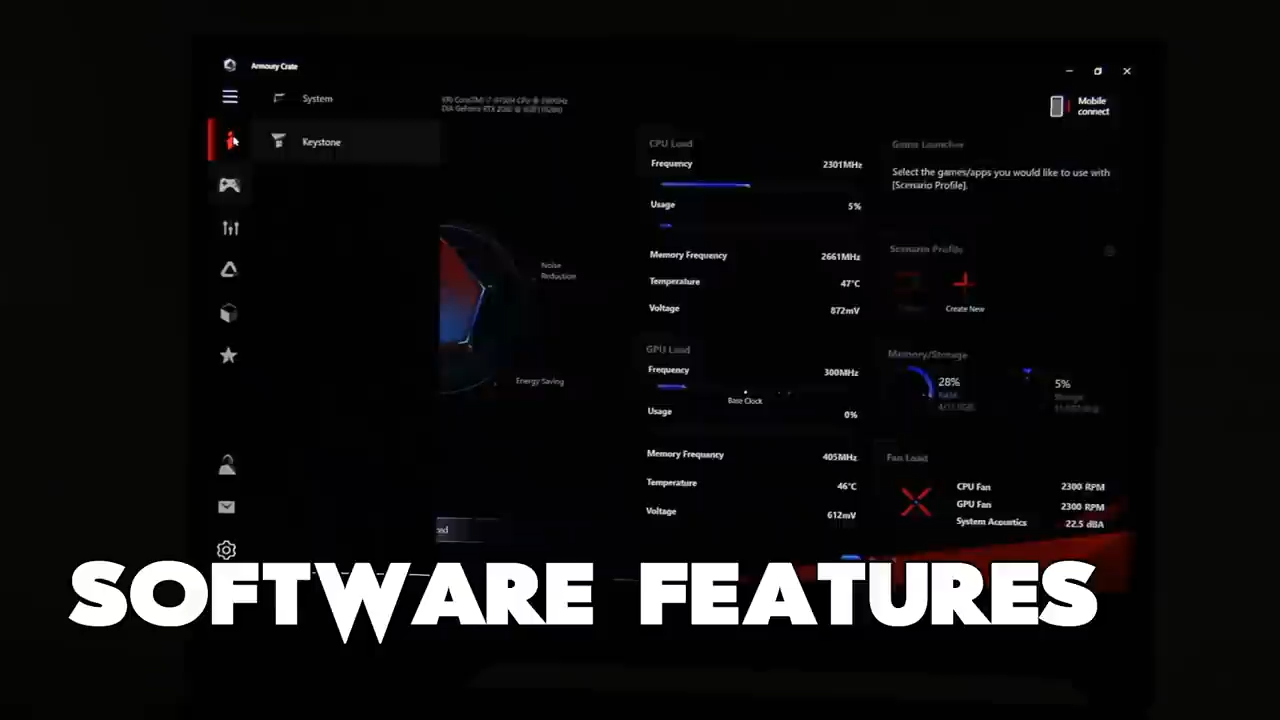 Armoury Crate
System
Keystone
Mobile
connect
CPU Load
Frequency 2301MHz
Usage 5%
Memory Frequency 2661MHz
Temperature 47°C
Voltage 872mV
GPU Load
Frequency 300MHz
Base Clock
Usage 0%
Memory Frequency 405MHz
Temperature 46°C
Voltage 612mV
Noise
Reduction
Energy Saving
Game Launcher
Select the games/apps you would like to use with
[Scenario Profile].
Scenario Profile
Create New
Memory/Storage
28%
5%
Storage
Fan Load
CPU Fan 2300 RPM
GPU Fan 2300 RPM
System Acoustics 22.5 dBA
SOFTWARE FEATURES